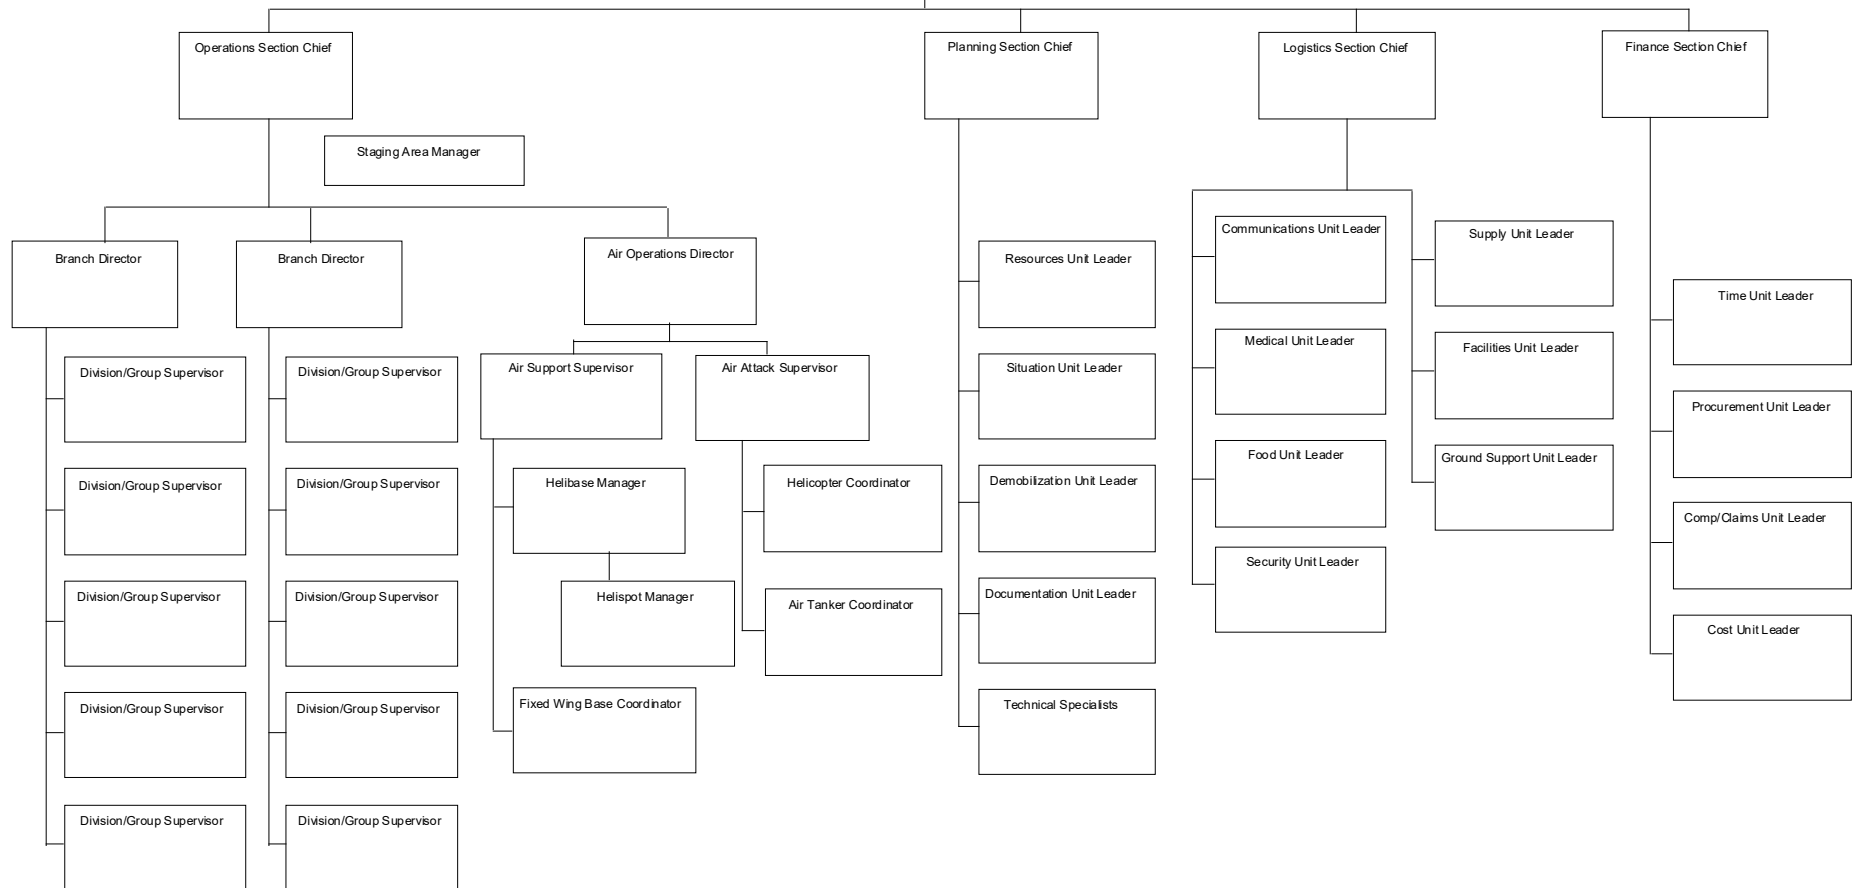 Operations Section Chief
Planning Section Chief
Logistics Section Chief
Finance Section Chief
Staging Area Manager
Branch Director
Branch Director
Air Operations Director
Division/Group Supervisor
Division/Group Supervisor
Division/Group Supervisor
Division/Group Supervisor
Division/Group Supervisor
Division/Group Supervisor
Division/Group Supervisor
Division/Group Supervisor
Division/Group Supervisor
Division/Group Supervisor
Air Support Supervisor
Air Attack Supervisor
Helibase Manager
Helispot Manager
Fixed Wing Base Coordinator
Helicopter Coordinator
Air Tanker Coordinator
Resources Unit Leader
Situation Unit Leader
Demobilization Unit Leader
Documentation Unit Leader
Technical Specialists
Communications Unit Leader
Medical Unit Leader
Food Unit Leader
Security Unit Leader
Supply Unit Leader
Facilities Unit Leader
Ground Support Unit Leader
Time Unit Leader
Procurement Unit Leader
Comp/Claims Unit Leader
Cost Unit Leader